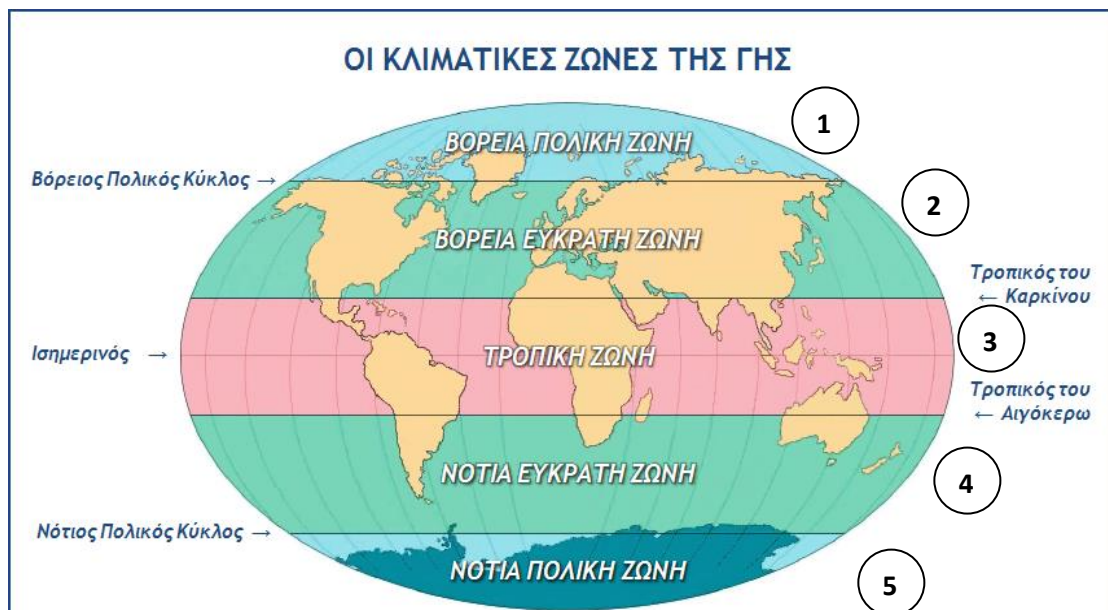 ΟΙ ΚΛΙΜΑΤΙΚΕΣ ΖΩΝΕΣ ΤΗΣ ΓΗΣ
1
ΒΟΡΕΙΑ ΠΟΛΙΚΗ ΖΩΝΗ
Βόρειος Πολικός Κύκλος →
2
ΒΟΡΕΙΑ ΕΥΚΡΑΤΗ ΖΩΝΗ
Τροπικός του
← Καρκίνου
3
Ισημερινός →
ΤΡΟΠΙΚΗ ΖΩΝΗ
Τροπικός του
← Αιγόκερω
ΝΟΤΙΑ ΕΥΚΡΑΤΗ ΖΩΝΗ
4
Νότιος Πολικός Κύκλος →
ΝΟΤΙΑ ΠΟΛΙΚΗ ΖΩΝΗ
5